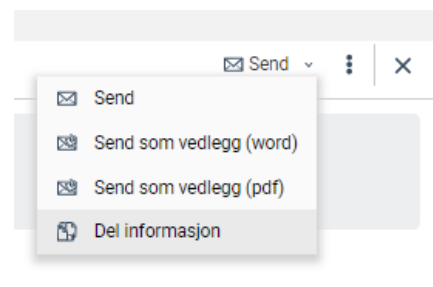 Send
Send
Send som vedlegg (word)
Send som vedlegg (pdf)
Del informasjon